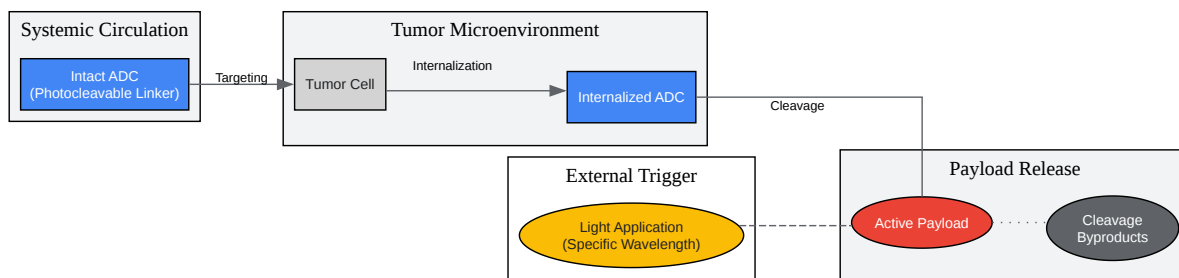 Systemic Circulation
Intact ADC
(Photocleavable Linker)
Targeting
Tumor Microenvironment
Tumor Cell
Internalization
Internalized ADC
Cleavage
External Trigger
Light Application
(Specific Wavelength)
Payload Release
Active Payload
Cleavage
Byproducts